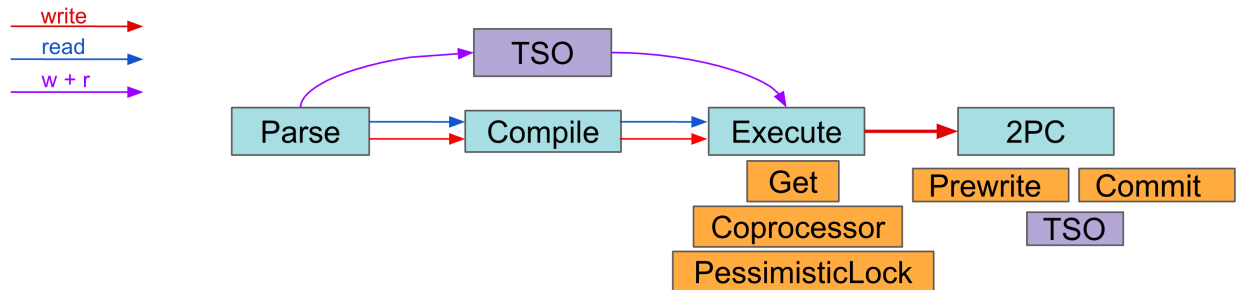 write
read
w + r
TSO
Parse
Compile
Execute
2PC
Get
Coprocessor
PessimisticLock
Prewrite
Commit
TSO